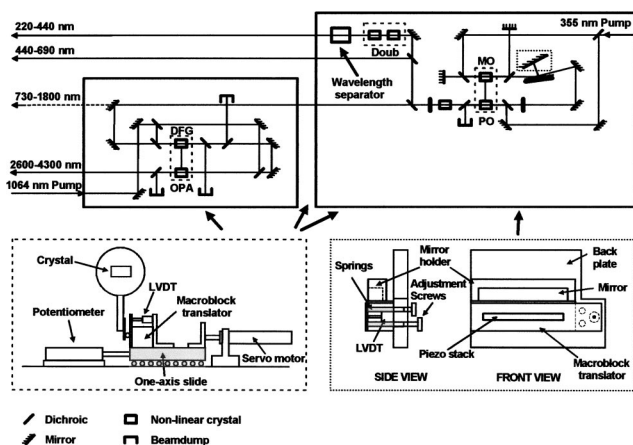 220-440 nm
440-690 nm
730-1800 nm
2600-4300 nm
1064 nm Pump
355 nm Pump
Doub
Wavelength
separator
MO
PO
DFG
OPA
Crystal
LVDT
Macroblock
translator
Potentiometer
Servo motor
One-axis slide
Mirror
holder
Springs
Adjustment
Screws
LVDT
SIDE VIEW
Back
plate
Mirror
Piezo stack
Macroblock
translator
FRONT VIEW
Dichroic
Non-linear crystal
Mirror
Beamdump